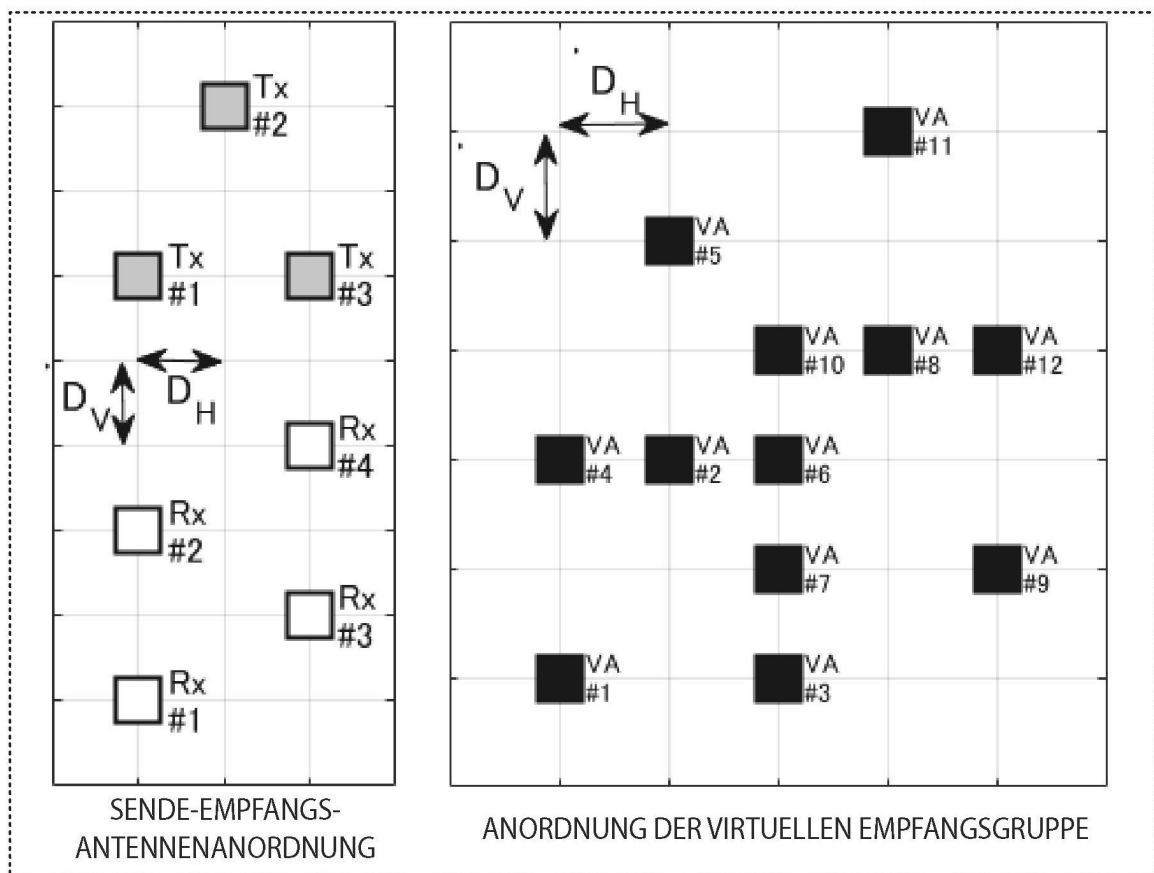 Tx
#2
Tx
#1
Tx
#3
D V
D H
Rx
#4
Rx
#2
Rx
#3
Rx
#1
SENDE-EMPFANGS-
ANTENNENANORDNUNG
D H
D V
VA
#11
VA
#5
VA
#10
VA
#8
VA
#12
VA
#4
VA
#2
VA
#6
VA
#7
VA
#9
VA
#1
VA
#3
ANORDNUNG DER VIRTUELLEN EMPFANGSGRUPPE